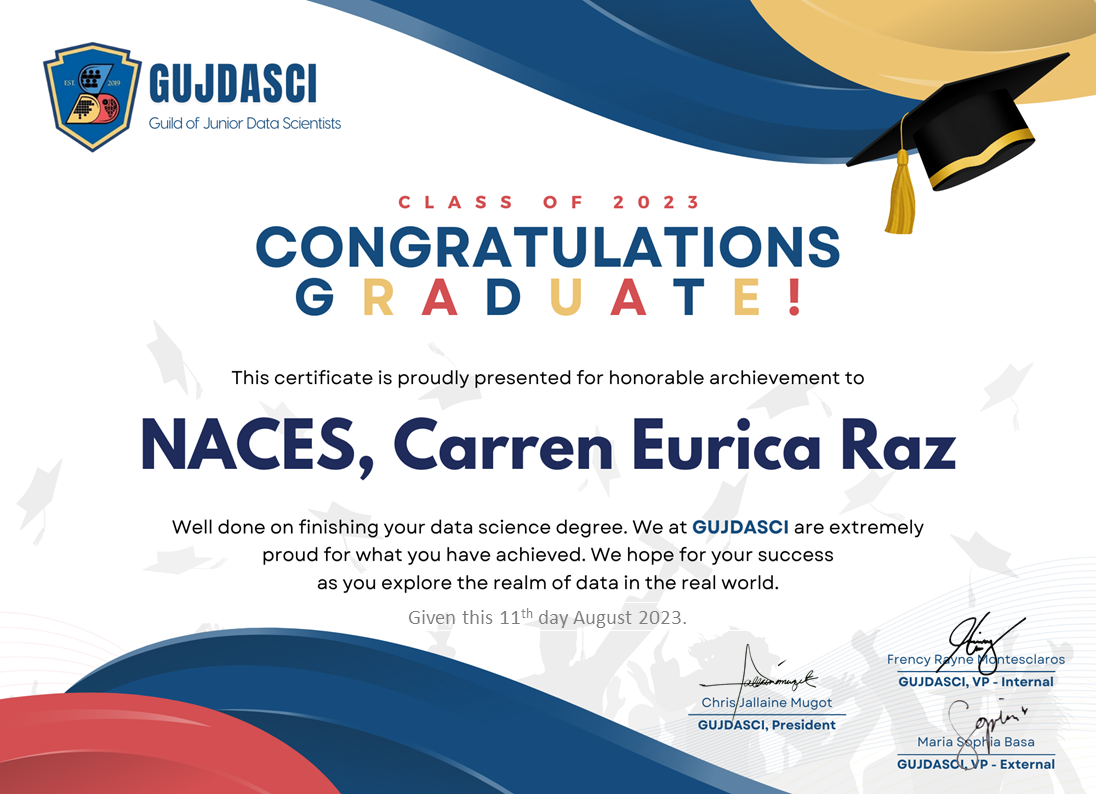 EST. 2019
GUJDASCI
Guild of Junior Data Scientists
CLASS OF 2023
CONGRATULATIONS
GRADUATE!
This certificate is proudly presented for honorable archievement to
NACES, Carren Eurica Raz
Well done on finishing your data science degree. We at GUJDASCI are extremely
proud for what you have achieved. We hope for your success
as you explore the realm of data in the real world.
Given this 11th day August 2023.
Chris Jallaine Mugot
GUJDASCI, President
Frency Rayne Montesclaros
GUJDASCI, VP - Internal
Maria Sophia Basa
GUJDASCI, VP - External